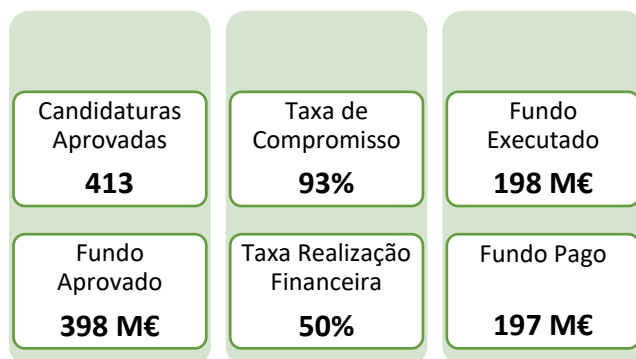 Candidaturas
Aprovadas
413
Taxa de
Compromisso
93%
Fundo
Executado
198 M€
Fundo
Aprovado
398 M€
Taxa Realização
Financeira
50%
Fundo Pago
197 M€